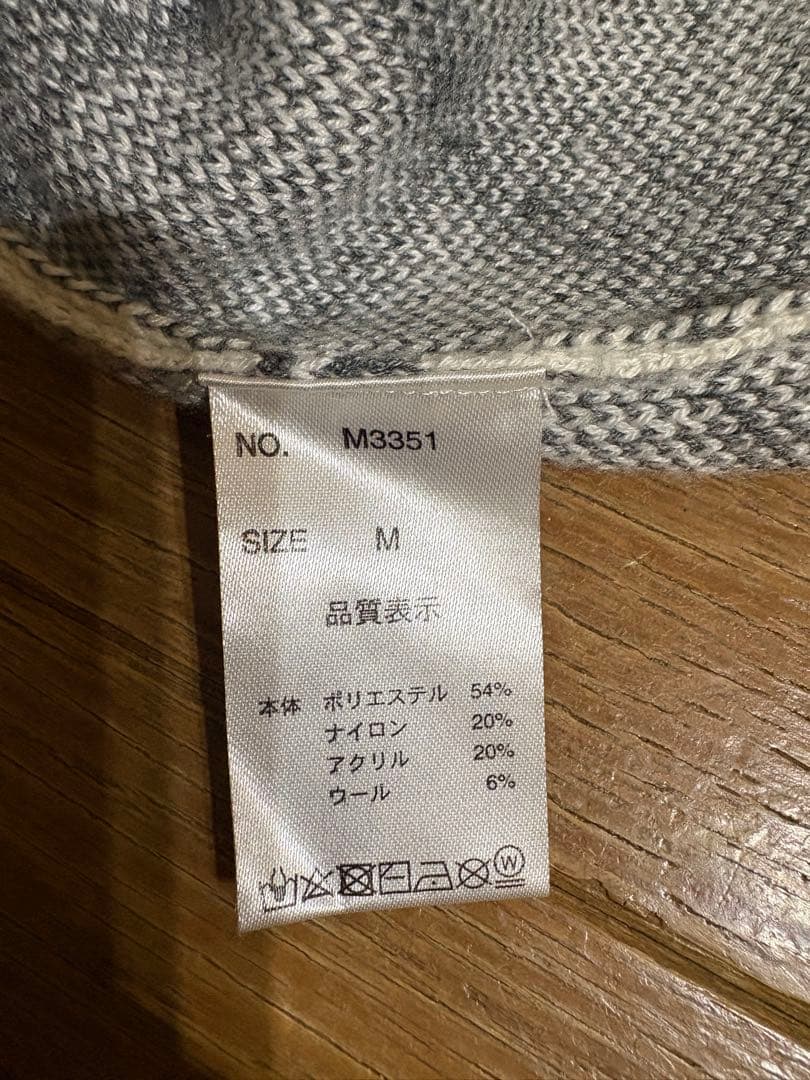 NO. M3351
SIZE M
品質表示
本体 ポリエステル 54%
ナイロン 20%
アクリル 20%
ウール 6%
W